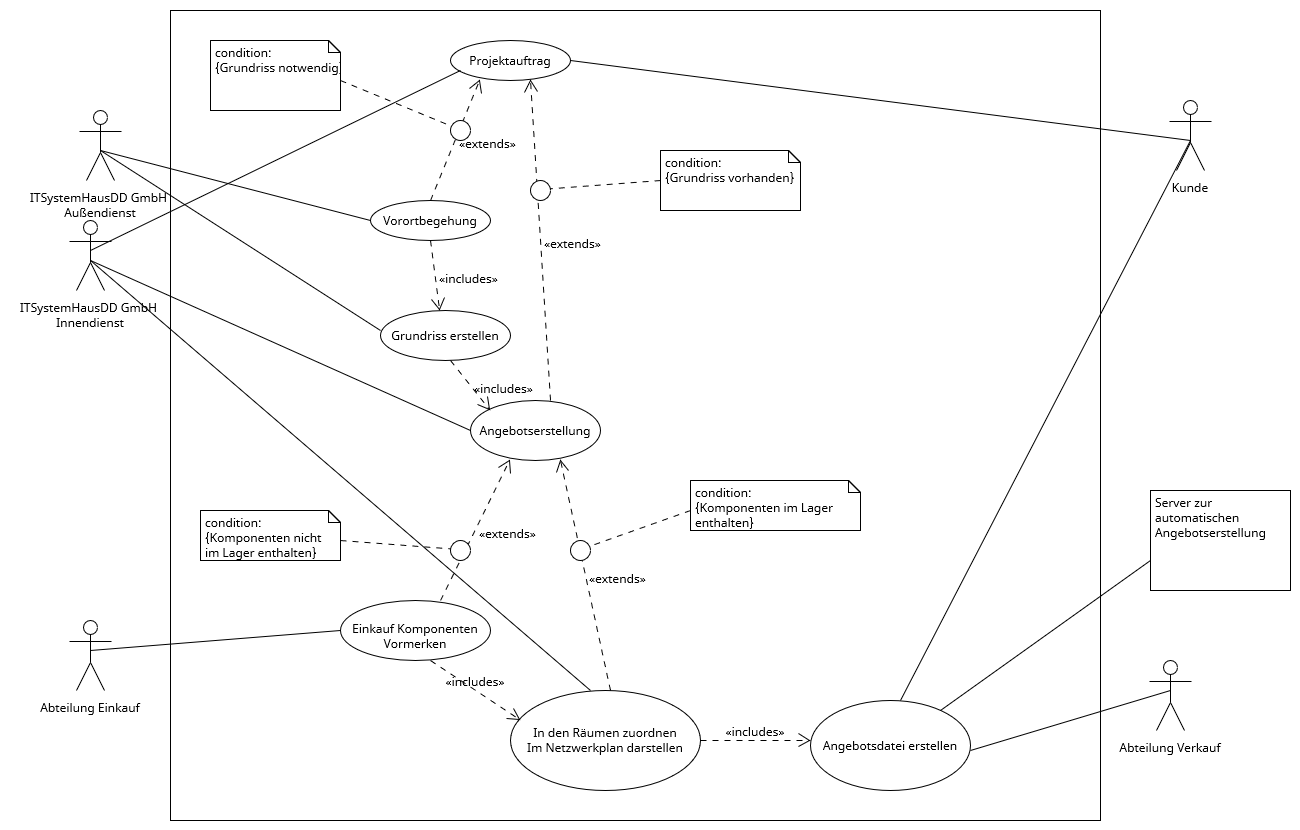 condition:
{Grundriss notwendig}
Projektauftrag
«extends»
condition:
{Grundriss vorhanden}
Kunde
ITSystemHausDD GmbH
Außendienst
Vorortbegehung
«extends»
«includes»
ITSystemHausDD GmbH
Innendienst
Grundriss erstellen
«includes»
Angebotserstellung
condition:
{Komponenten im Lager
enthalten}
Server zur
automatischen
Angebotserstellung
condition:
{Komponenten nicht
im Lager enthalten}
«extends»
«extends»
Einkauf Komponenten
Vormerken
«includes»
Abteilung Einkauf
In den Räumen zuordnen
Im Netzwerkplan darstellen
«includes»
Angebotsdatei erstellen
Abteilung Verkauf